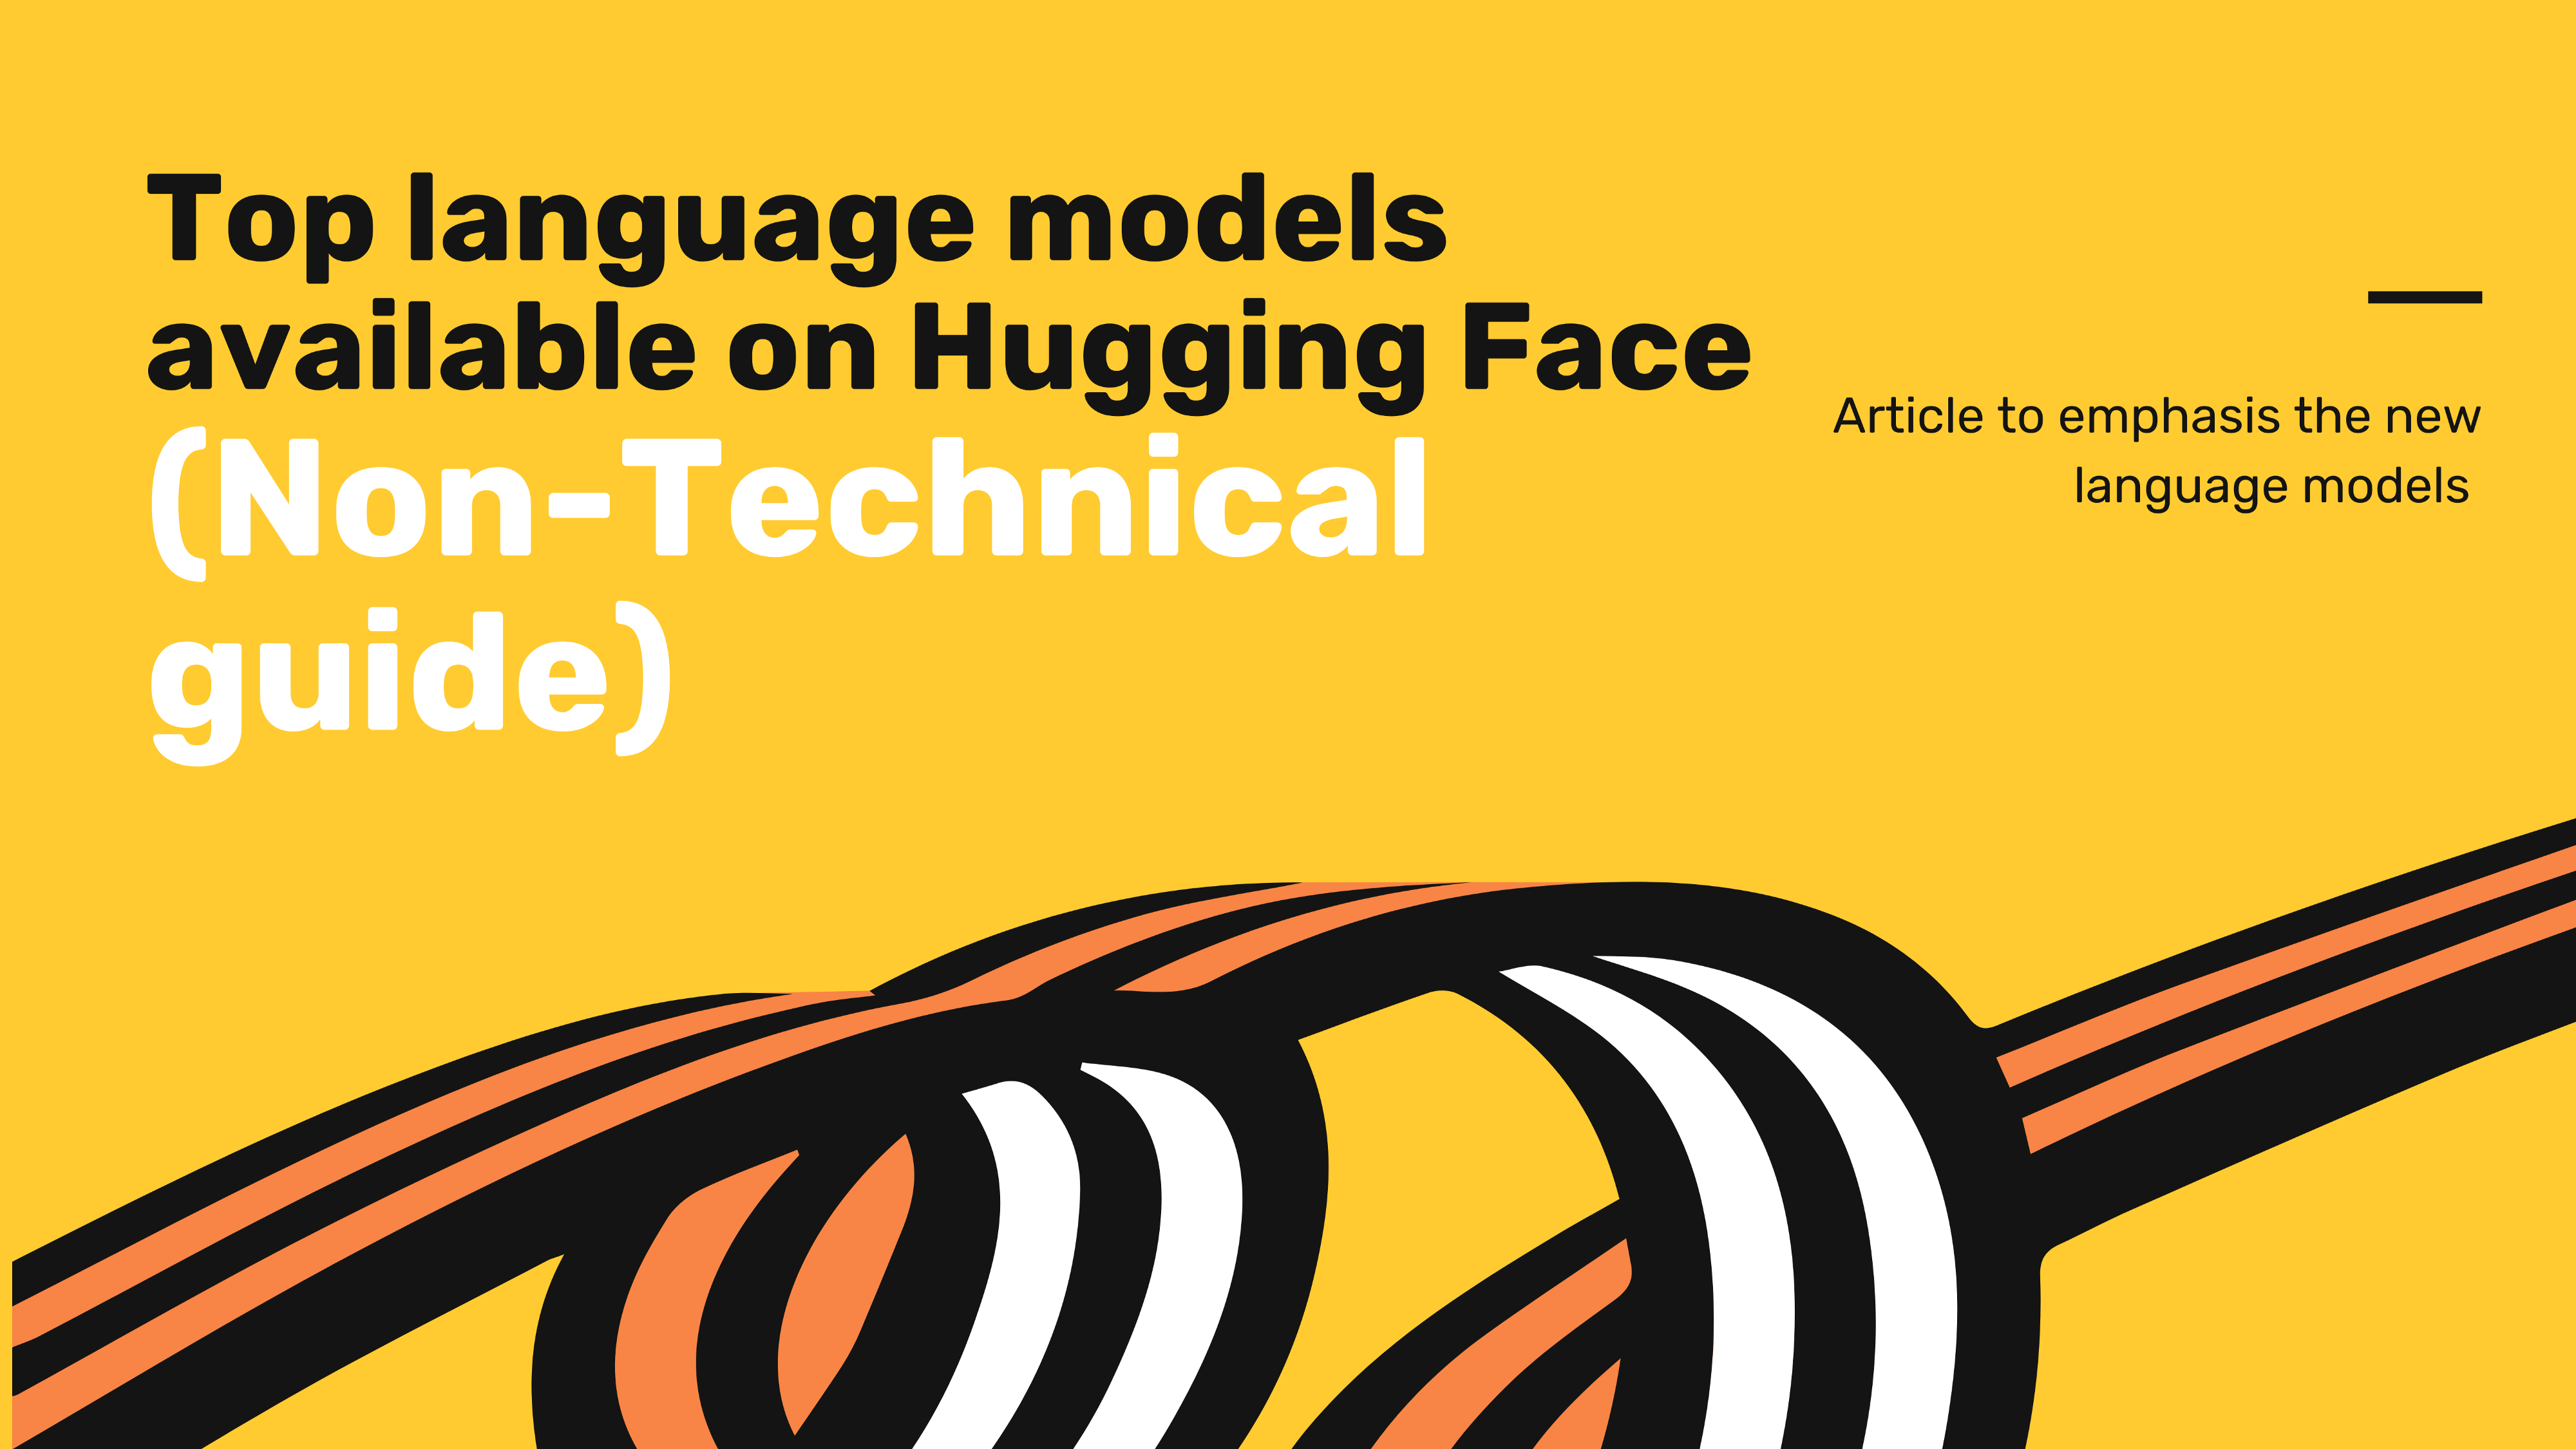 Top language models
available on Hugging Face
(Non-Technical
guide)
Article to emphasis the new
language models